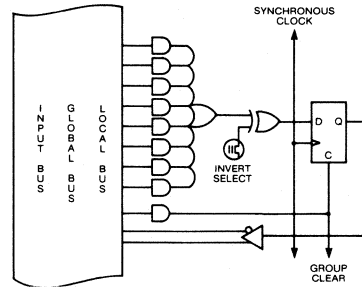 SYNCHRONOUS
CLOCK
INPUT BUS
GLOBAL BUS
LOCAL BUS
INVERT
SELECT
D Q
C
GROUP
CLEAR